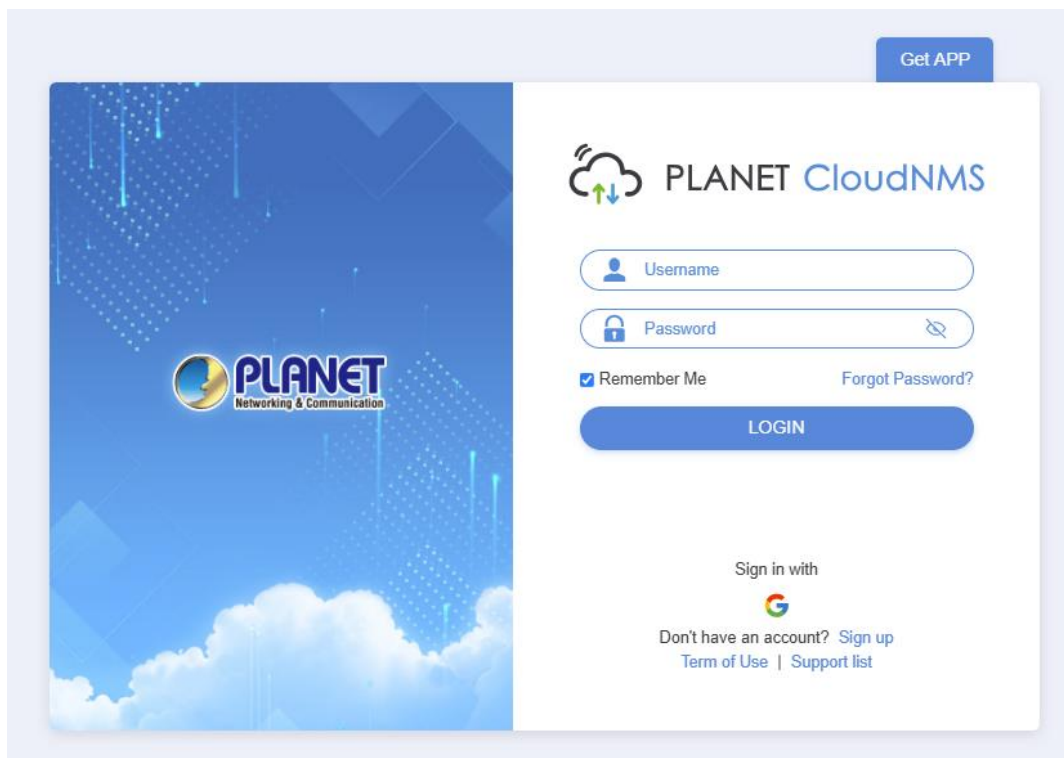 Get APP
PLANET
Networking & Communication
PLANET CloudNMS
Username
Password
Remember Me
Forgot Password?
LOGIN
Sign in with
Don't have an account? Sign up
Term of Use | Support list